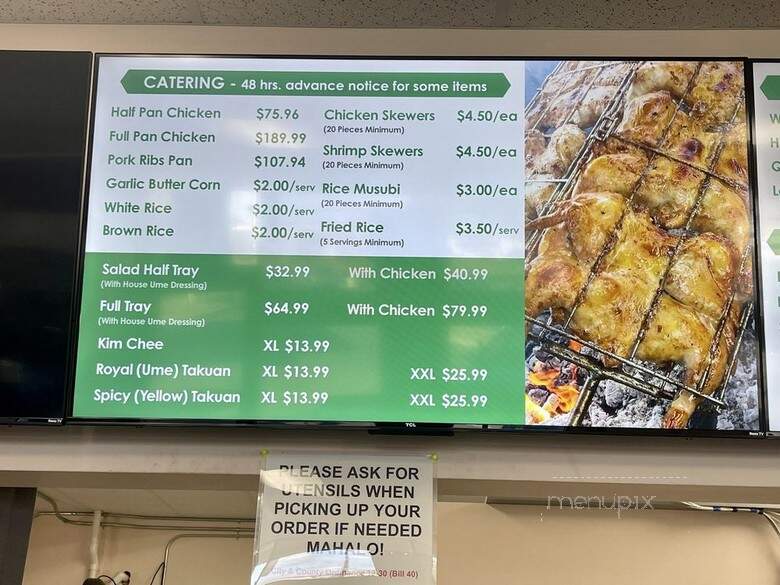 CATERING - 48 hrs. advance notice for some items
Half Pan Chicken $75.96
Full Pan Chicken $189.99
Pork Ribs Pan $107.94
Garlic Butter Corn $2.00/serv
White Rice $2.00/serv
Brown Rice $2.00/serv
Chicken Skewers $4.50/ea
(20 Pieces Minimum)
Shrimp Skewers $4.50/ea
(20 Pieces Minimum)
Rice Musubi $3.00/ea
(20 Pieces Minimum)
Fried Rice $3.50/serv
(5 Servings Minimum)
Salad Half Tray $32.99 With Chicken $40.99
(With House Ume Dressing)
Full Tray $64.99 With Chicken $79.99
(With House Ume Dressing)
Kim Chee XL $13.99
Royal (Ume) Takuan XL $13.99 XXL $25.99
Spicy (Yellow) Takuan XL $13.99 XXL $25.99
TCL
PLEASE ASK FOR
UTENSILS WHEN
PICKING UP YOUR
ORDER IF NEEDED
MAHALO!
City & County (Bill 40)
menupix